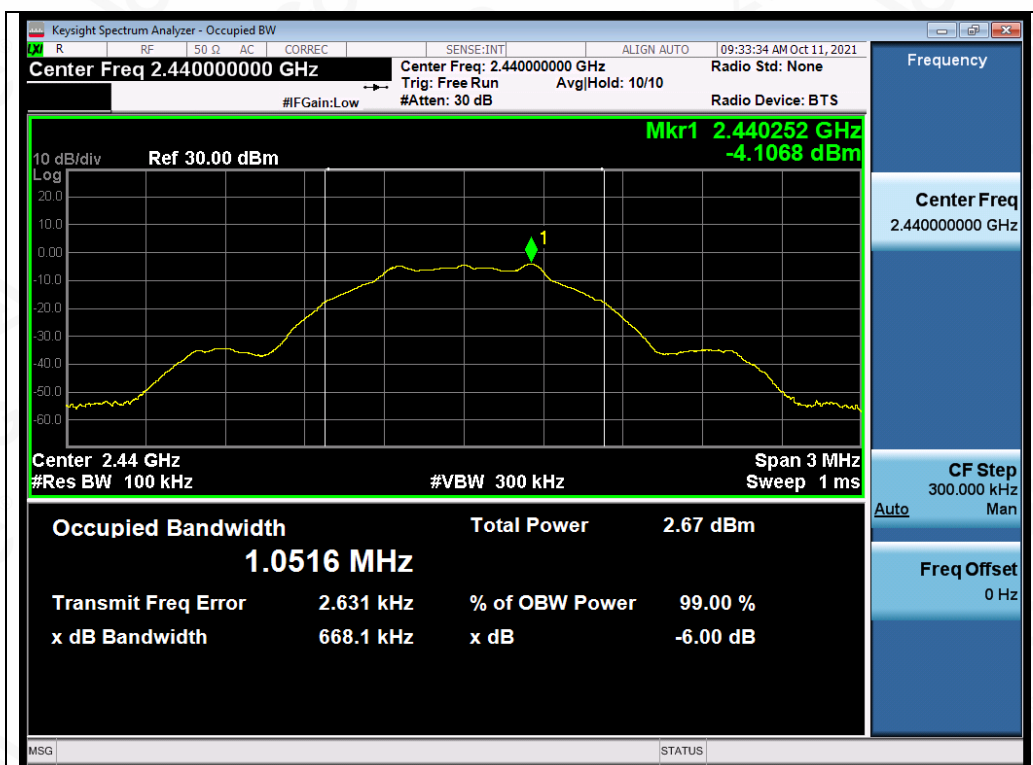 Keysight Spectrum Analyzer - Occupied BW
LXI R RF 50 Ω AC CORREC SENSE:INT ALIGN AUTO 09:33:34 AM Oct 11, 2021
Center Freq 2.440000000 GHz
Center Freq: 2.440000000 GHz
Radio Std: None
Trig: Free Run Avg|Hold: 10/10
#IFGain:Low #Atten: 30 dB Radio Device: BTS
Mkr1 2.440252 GHz
-4.1068 dBm
10 dB/div Ref 30.00 dBm
Log
20.0
10.0
0.00
-10.0
-20.0
-30.0
-40.0
-50.0
-60.0
1
Center 2.44 GHz Span 3 MHz
#Res BW 100 kHz #VBW 300 kHz Sweep 1 ms
Occupied Bandwidth Total Power 2.67 dBm
1.0516 MHz
Transmit Freq Error 2.631 kHz % of OBW Power 99.00 %
x dB Bandwidth 668.1 kHz x dB -6.00 dB
Frequency
Center Freq
2.440000000 GHz
CF Step
300.000 kHz
Auto Man
Freq Offset
0 Hz
MSG STATUS